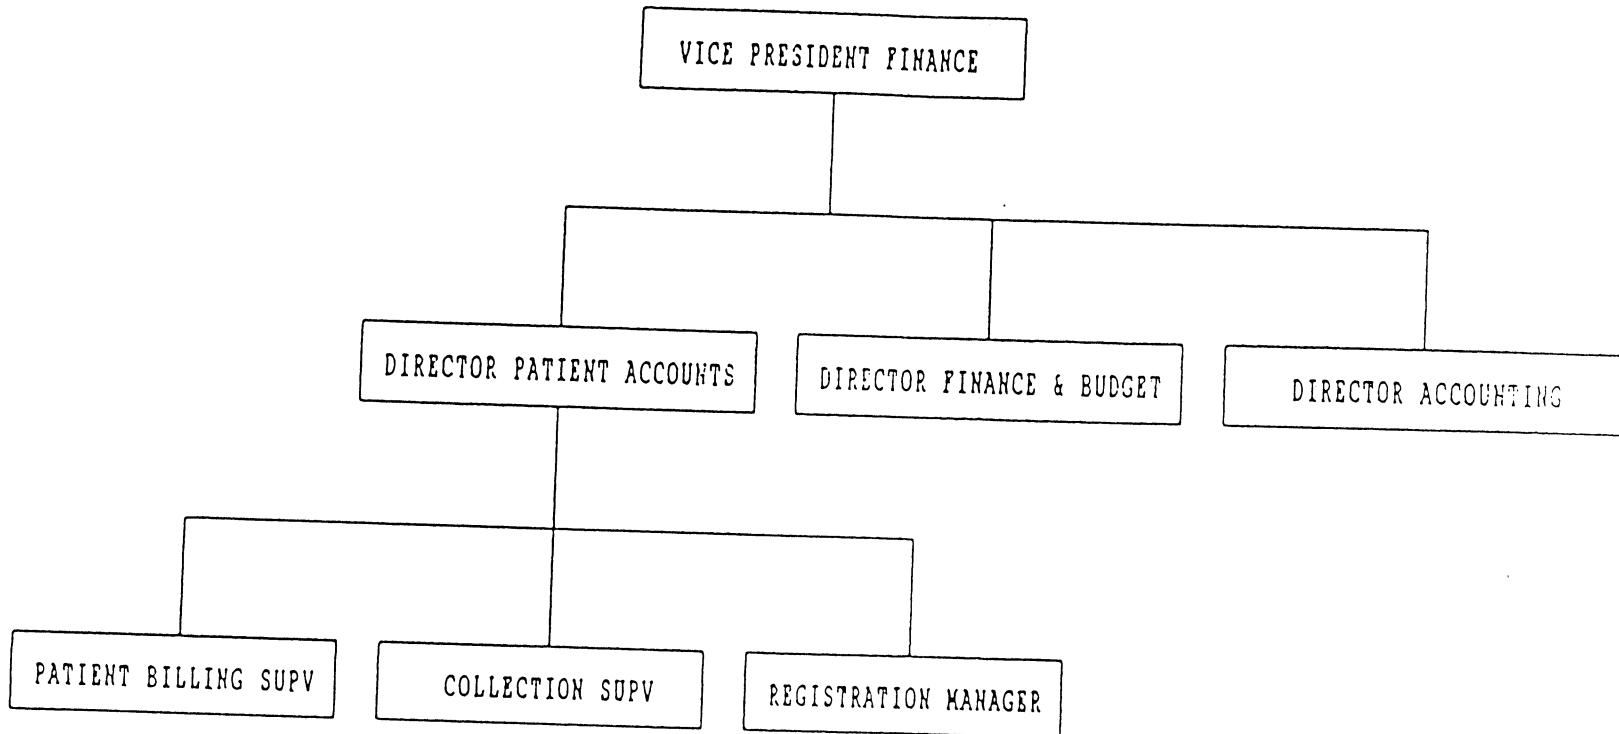 VICE PRESIDENT FINANCE
DIRECTOR PATIENT ACCOUNTS
DIRECTOR FINANCE & BUDGET
DIRECTOR ACCOUNTING
PATIENT BILLING SUPV
COLLECTION SUPV
REGISTRATION MANAGER